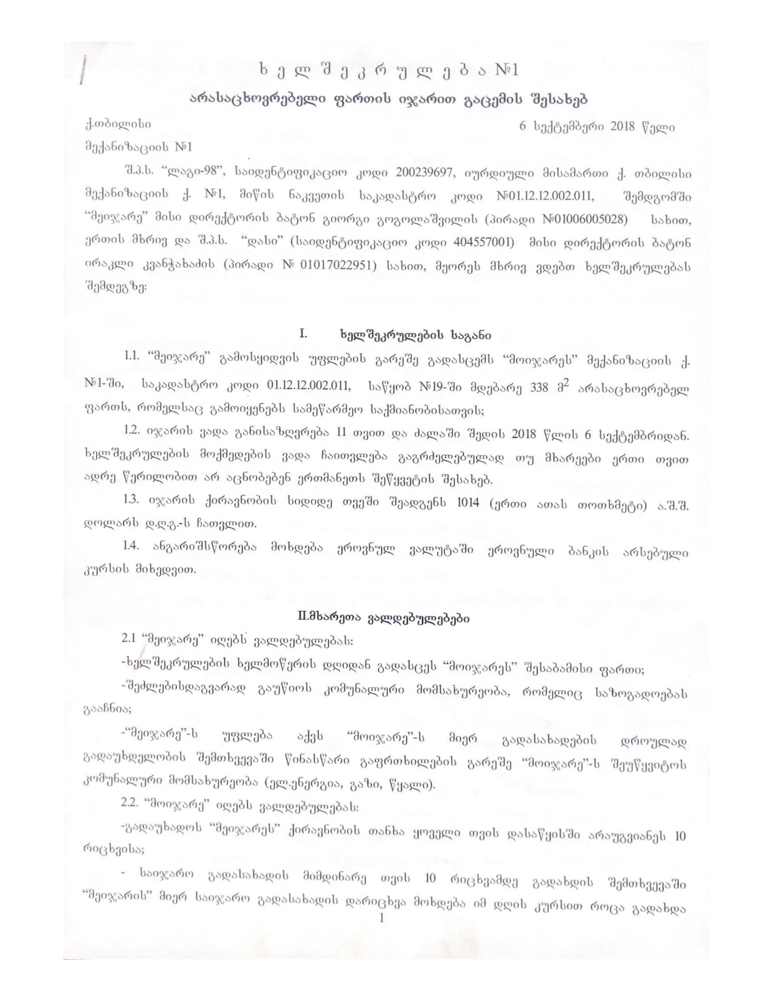 ხ ე ლ შ ე კ რ უ ლ ე ბ ა №1
არასაცხოვრებელი ფართის იჯარით გაცემის შესახებ
ქ.თბილისი 6 სექტემბერი 2018 წელი
მექანიზაციის №1
შ.პ.ს. “ლაგი-98”, საიდენტიფიკაციო კოდი 200239697, იურდიული მისამართი ქ. თბილისი
მექანიზაციის ქ. №1, მიწის ნაკვეთის საკადასტრო კოდი №01.12.12.002.011, შემდგომში
“მეიჯარე” მისი დირექტორის ბატონ გიორგი გოგოლაშვილის (პირადი №01006005028) სახით,
ერთის მხრივ და შ.პ.ს. “დასი” (საიდენტიფიკაციო კოდი 404557001) მისი დირექტორის ბატონ
ირაკლი კვანჭახაძის (პირადი № 01017022951) სახით, მეორეს მხრივ ვდებთ ხელშეკრულებას
შემდეგზე:
I. ხელშეკრულების საგანი
1.1. “მეიჯარე” გამოსყიდვის უფლების გარეშე გადასცემს “მოიჯარეს” მექანიზაციის ქ.
№1-ში, საკადასტრო კოდი 01.12.12.002.011, საწყობ №19-ში მდებარე 338 მ² არასაცხოვრებელ
ფართს, რომელსაც გამოიყენებს სამეწარმეო საქმიანობისათვის;
1.2. იჯარის ვადა განისაზღვრება 11 თვით და ძალაში შედის 2018 წლის 6 სექტემბრიდან.
ხელშეკრულების მოქმედების ვადა ჩაითვლება გაგრძელებულად თუ მხარეები ერთი თვით
ადრე წერილობით არ აცნობებენ ერთმანეთს შეწყვეტის შესახებ.
1.3. იჯარის ქირავნობის სიდიდე თვეში შეადგენს 1014 (ერთი ათას თოთხმეტი) ა.შ.შ.
დოლარს დ.ღ.გ.-ს ჩათვლით.
1.4. ანგარიშსწორება მოხდება ეროვნულ ვალუტაში ეროვნული ბანკის არსებული
კურსის მიხედვით.
II.მხარეთა ვალდებულებები
2.1 “მეიჯარე” იღებს ვალდებულებას:
-ხელშეკრულების ხელმოწერის დღიდან გადასცეს “მოიჯარეს” შესაბამისი ფართი;
-შეძლებისდაგვარად გაუწიოს კომუნალური მომსახურეობა, რომელიც საზოგადოებას
გააჩნია;
-“მეიჯარე”-ს უფლება აქვს “მოიჯარე”-ს მიერ გადასახადების დროულად
გადაუხდელობის შემთხვევაში წინასწარი გაფრთხილების გარეშე “მოიჯარე”-ს შეუწყვიტოს
კომუნალური მომსახურეობა (ელ.ენერგია, გაზი, წყალი).
2.2. “მოიჯარე” იღებს ვალდებულებას:
-გადაუხადოს “მეიჯარეს” ქირავნობის თანხა ყოველი თვის დასაწყისში არაუგვიანეს 10
რიცხვისა;
- საიჯარო გადასახადის მიმდინარე თვის 10 რიცხვამდე გადახდის შემთხვევაში
“მეიჯარის” მიერ საიჯარო გადასახადის დარიცხვა მოხდება იმ დღის კურსით როცა გადახდა
1